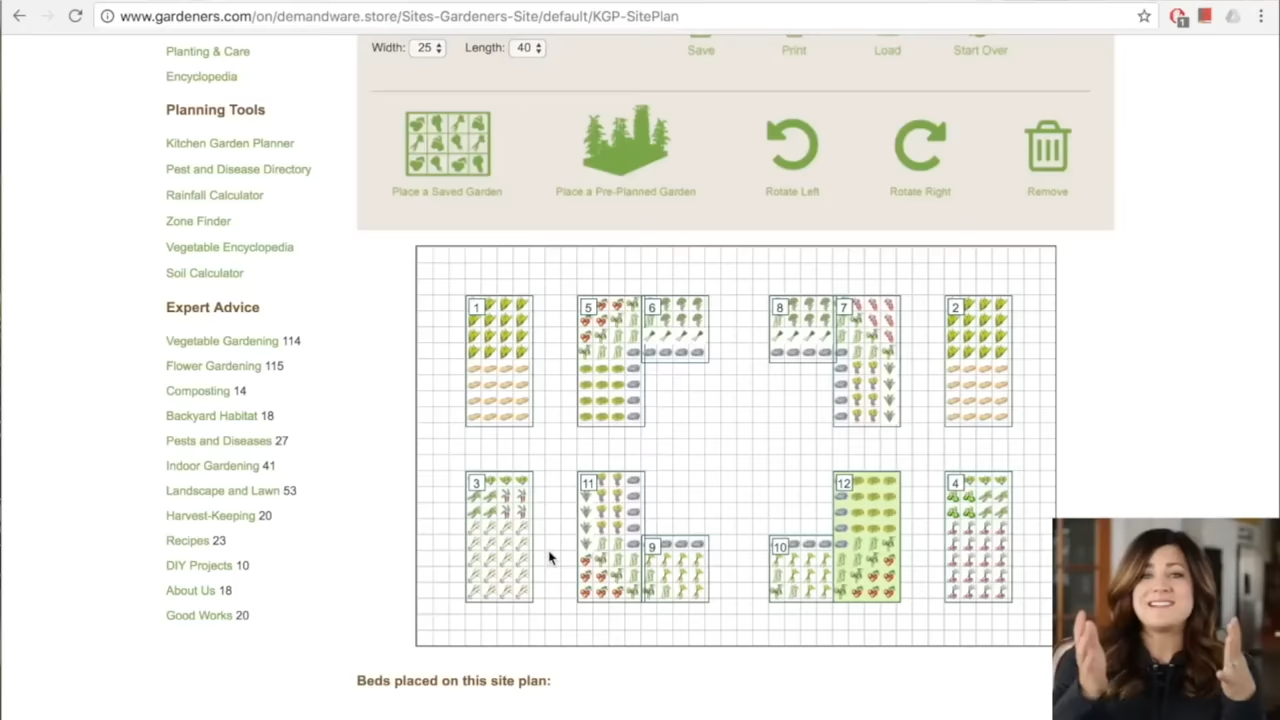 www.gardeners.com/on/demandware.store/Sites-Gardeners-Site/default/KGP-SitePlan
1
Planting & Care
Encyclopedia
Planning Tools
Kitchen Garden Planner
Pest and Disease Directory
Rainfall Calculator
Zone Finder
Vegetable Encyclopedia
Soil Calculator
Expert Advice
Vegetable Gardening 114
Flower Gardening 115
Composting 14
Backyard Habitat 18
Pests and Diseases 27
Indoor Gardening 41
Landscape and Lawn 53
Harvest-Keeping 20
Recipes 23
DIY Projects 10
About Us 18
Good Works 20
Width: 25 Length: 40
Save Print Load Start Over
Place a Saved Garden Place a Pre-Planned Garden Rotate Left Rotate Right Remove
1 5 6 8 7 2
3 11 12 4
9 10
Beds placed on this site plan: